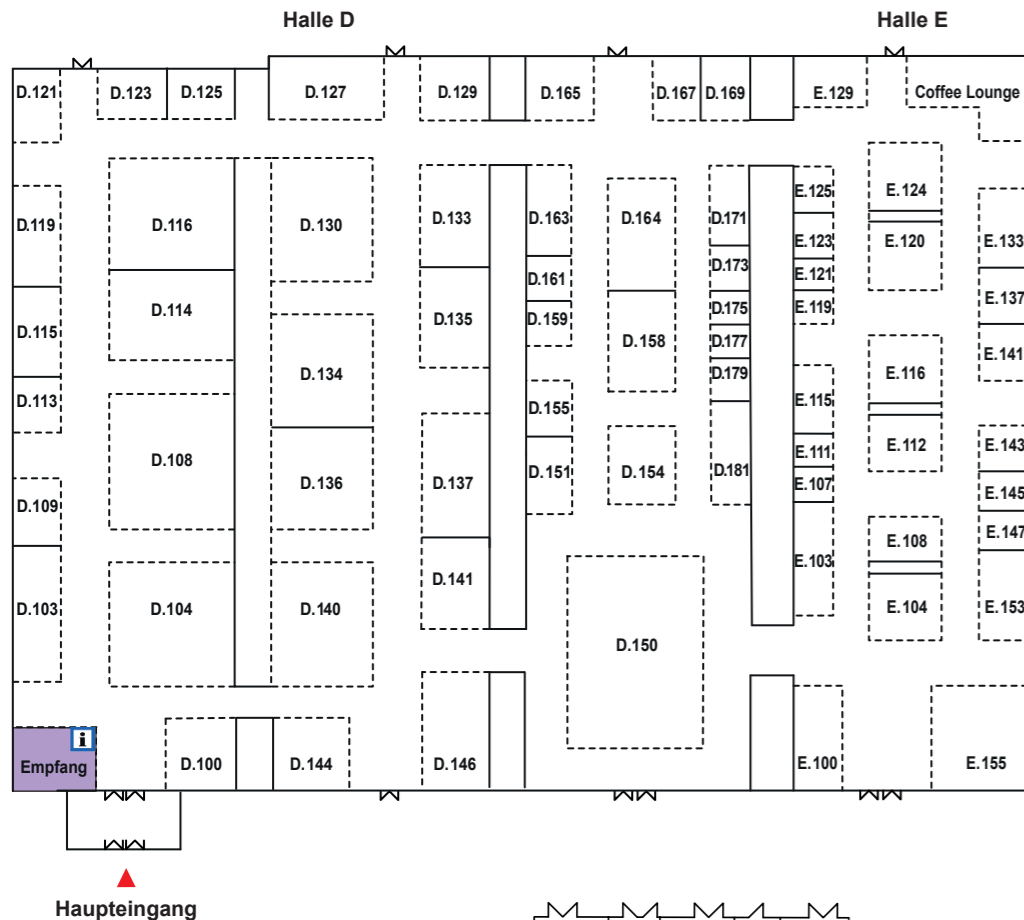 Halle D
Halle E
D.121
D.123
D.125
D.127
D.129
D.165
D.167
D.169
E.129
Coffee Lounge
D.119
D.116
D.130
D.133
D.163
D.164
D.171
E.125
E.124
E.123
E.120
E.133
D.161
D.173
E.121
D.115
D.114
D.135
D.159
D.175
E.119
E.137
D.134
D.158
D.177
E.141
D.179
E.116
D.113
D.155
E.115
D.108
D.137
D.151
D.154
D.181
E.111
E.112
E.143
D.136
E.107
E.145
D.109
E.147
E.108
D.141
E.103
D.103
D.104
D.140
E.104
E.153
D.150
i
Empfang
D.100
D.144
D.146
E.100
E.155
Haupteingang